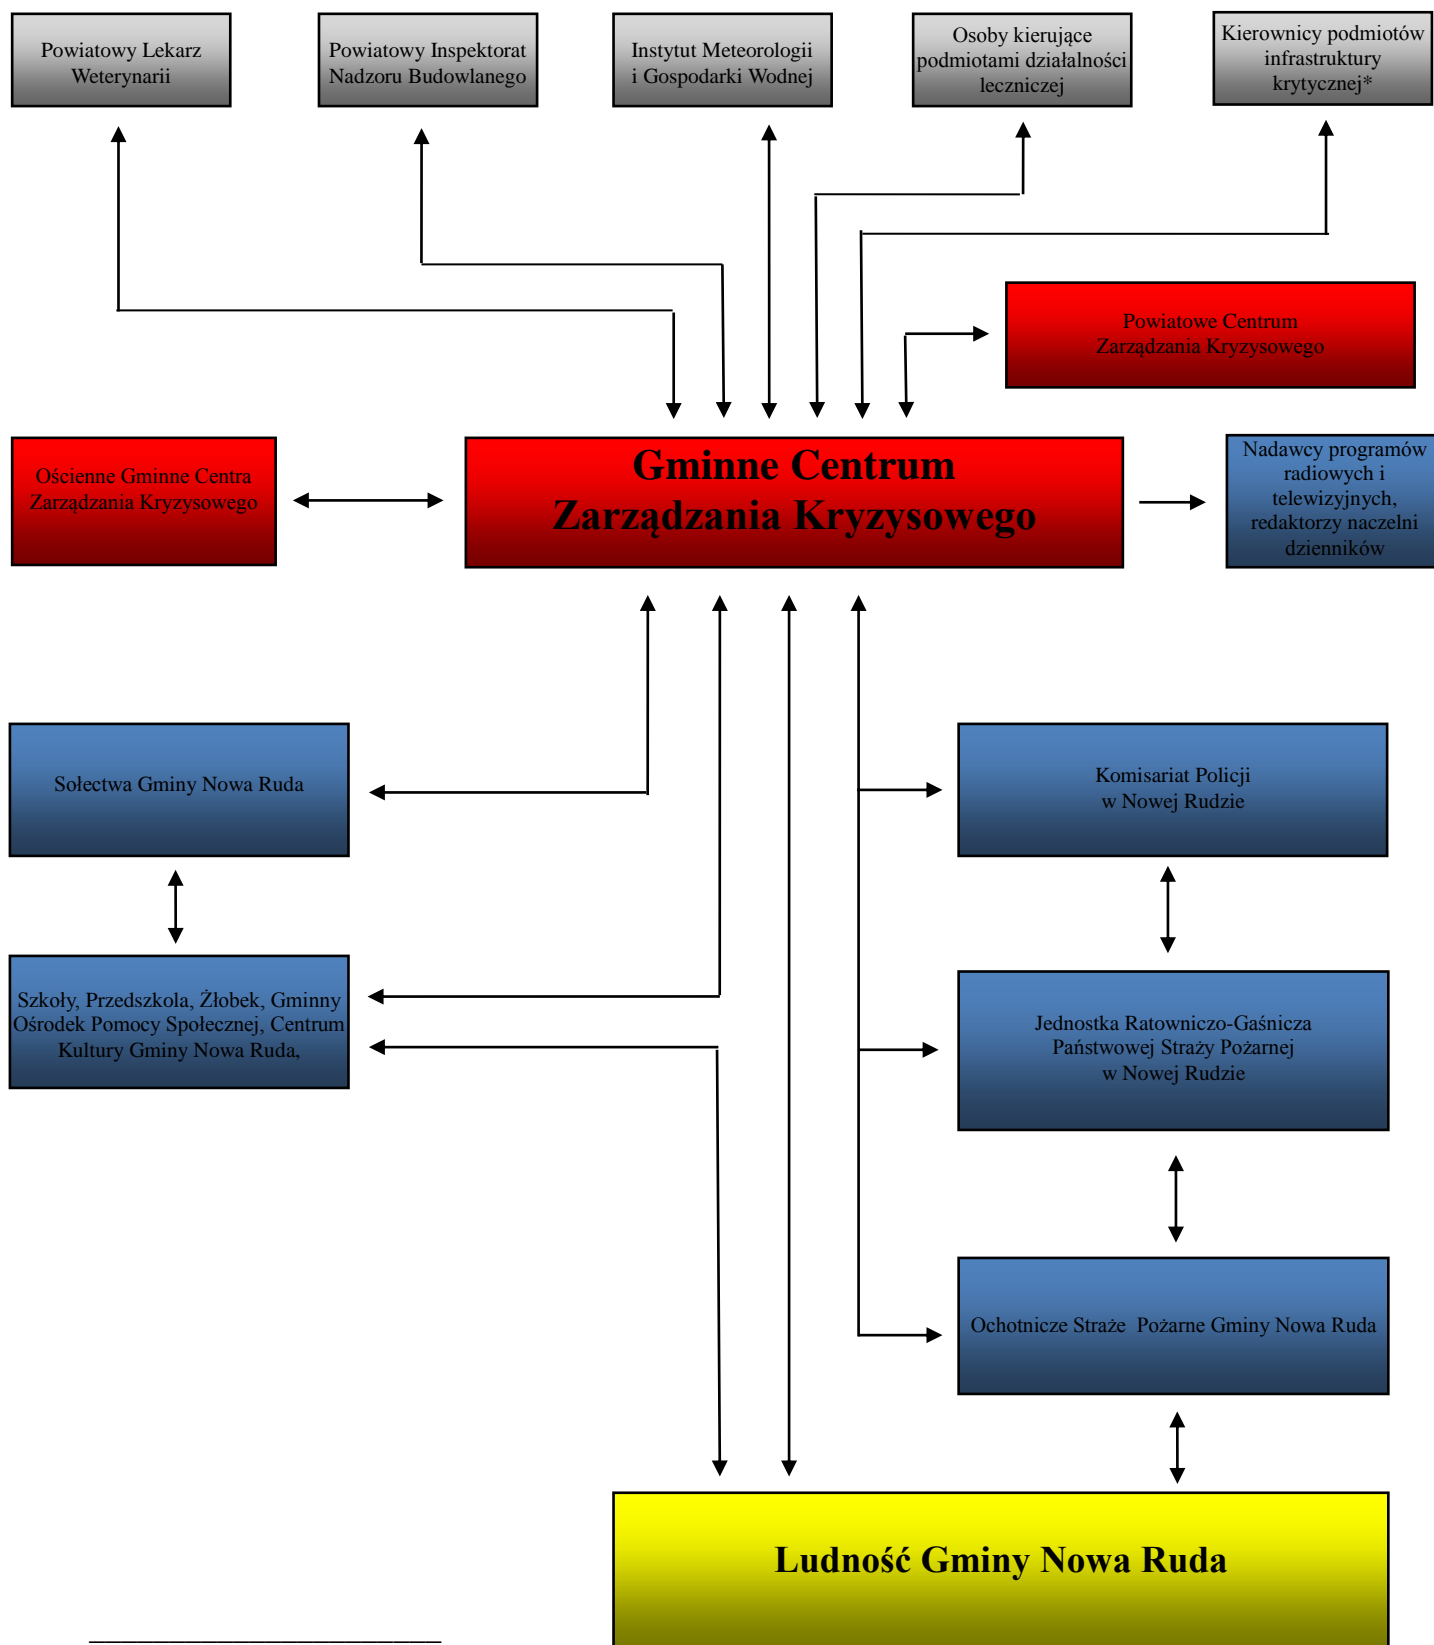 Powiatowy Lekarz
Weterynarii
Powiatowy Inspektorat
Nadzoru Budowlanego
Instytut Meteorologii
i Gospodarki Wodnej
Osoby kierujące
podmiotami działalności
leczniczej
Kierownicy podmiotów
infrastruktury
krytycznej*
Powiatowe Centrum
Zarządzania Kryzysowego
Ościenne Gminne Centra
Zarządzania Kryzysowego
Gminne Centrum
Zarządzania Kryzysowego
Nadawcy programów
radiowych i
telewizyjnych,
redaktorzy naczelni
dzienników
Sołectwa Gminy Nowa Ruda
Komisariat Policji
w Nowej Rudzie
Szkoły, Przedszkola, Żłobek, Gminny
Ośrodek Pomocy Społecznej, Centrum
Kultury Gminy Nowa Ruda,
Jednostka Ratowniczo-Gaśnicza
Państwowej Straży Pożarnej
w Nowej Rudzie
Ochotnicze Straże  Pożarne Gminy Nowa Ruda
Ludność Gminy Nowa Ruda